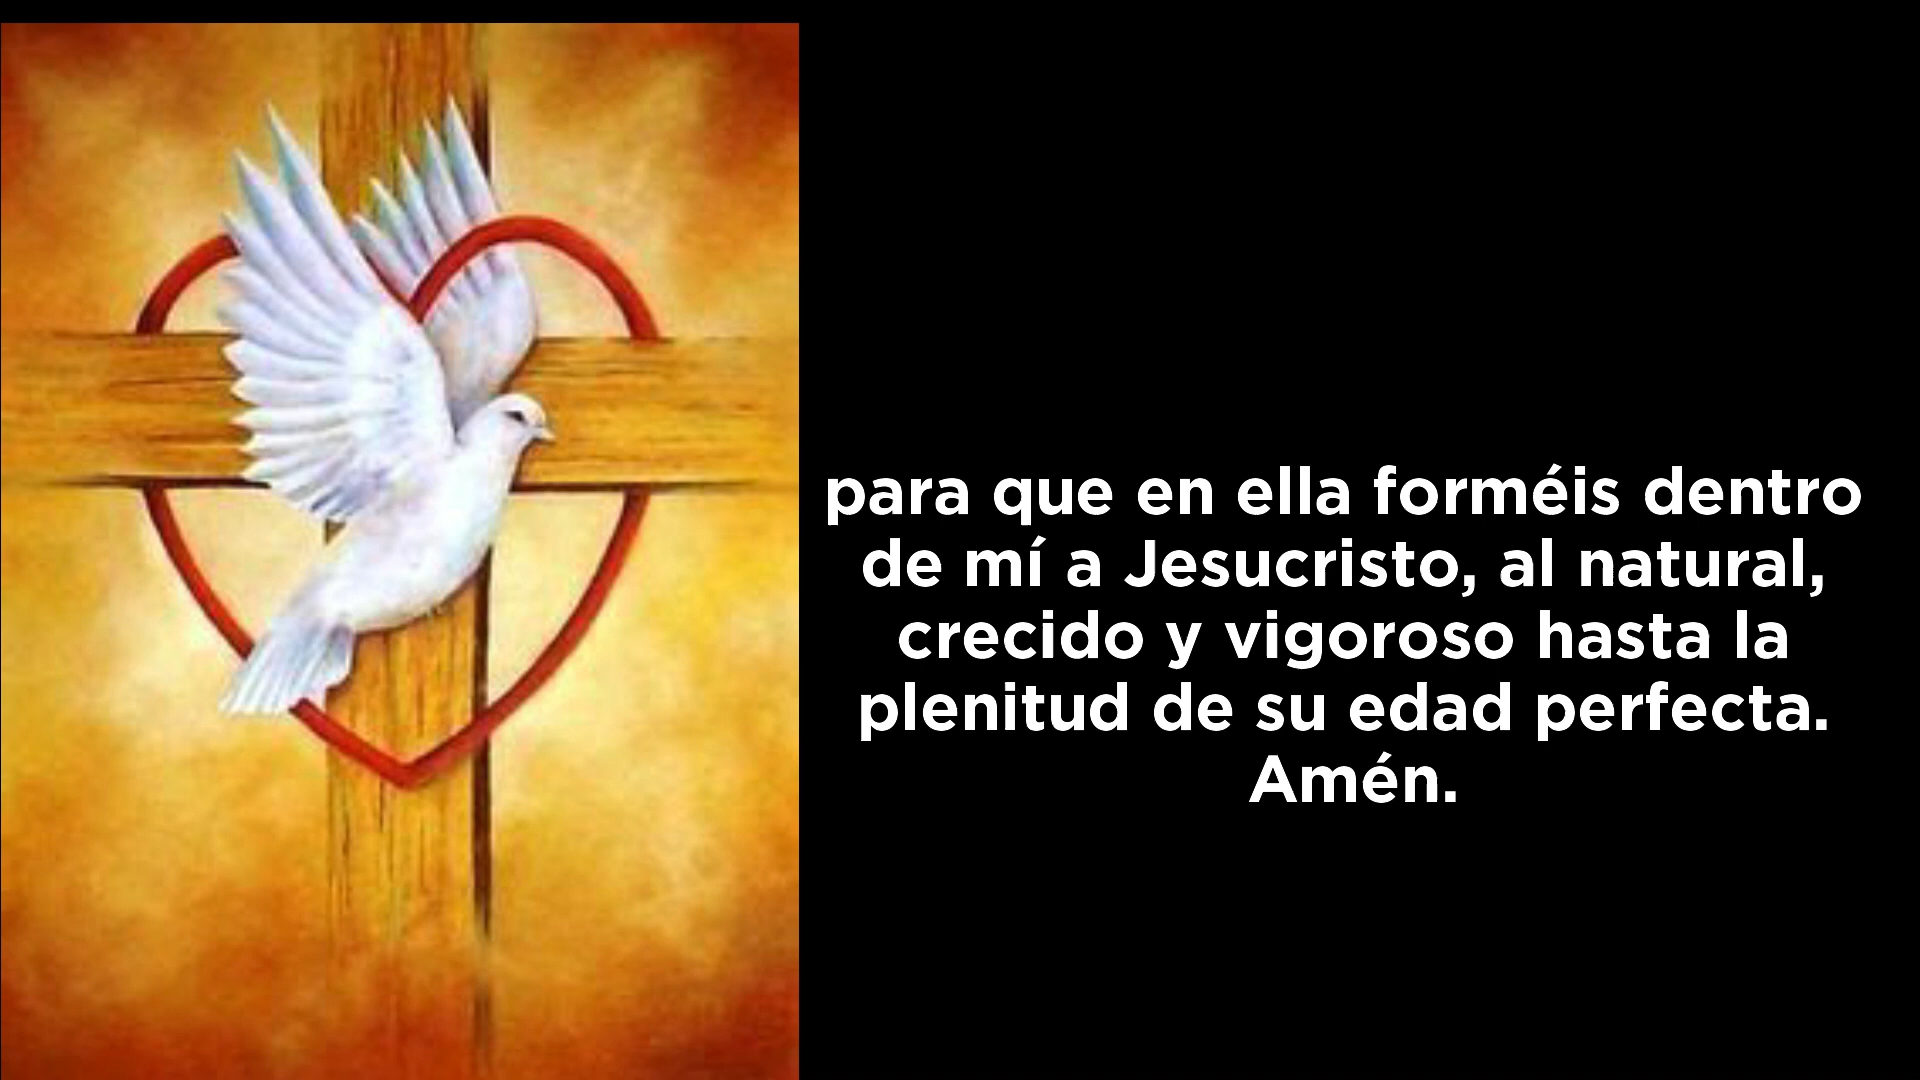 para que en ella forméis dentro
de mí a Jesucristo, al natural,
crecido y vigoroso hasta la
plenitud de su edad perfecta.
Amén.